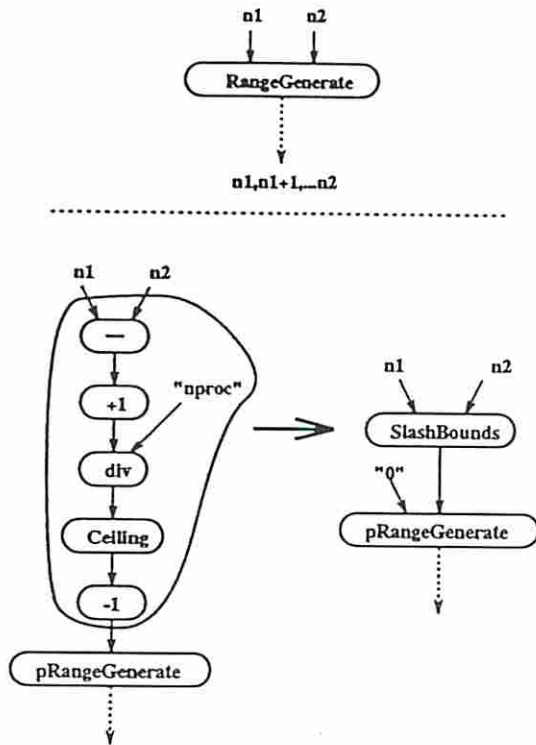 n1 n2
RangeGenerate
n1,n1+1,...n2
n1 n2
—
+1
"nproc"
div
Ceiling
-1
pRangeGenerate
n1 n2
SlashBounds
"0"
pRangeGenerate